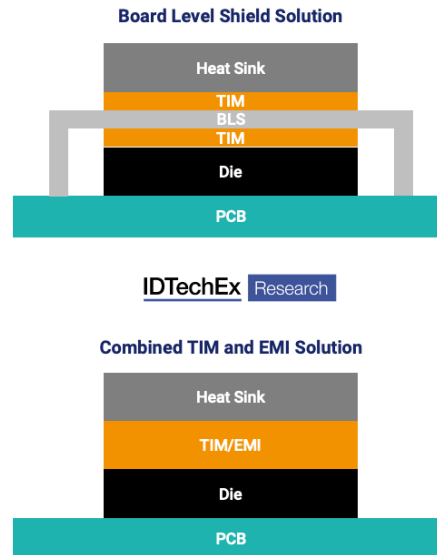 Board Level Shield Solution
Heat Sink
TIM
BLS
TIM
Die
PCB
IDTechEx Research
Combined TIM and EMI Solution
Heat Sink
TIM/EMI
Die
PCB